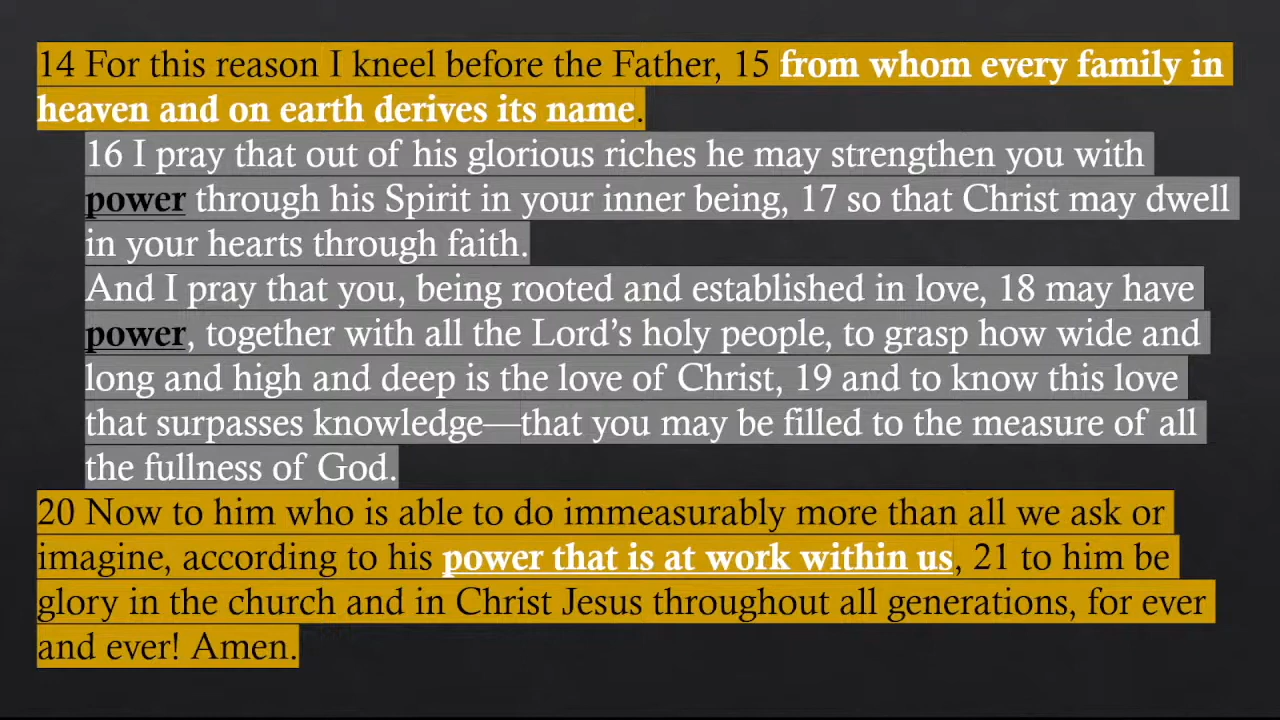 14 For this reason I kneel before the Father, 15 from whom every family in
heaven and on earth derives its name.
16 I pray that out of his glorious riches he may strengthen you with
power through his Spirit in your inner being, 17 so that Christ may dwell
in your hearts through faith.
And I pray that you, being rooted and established in love, 18 may have
power, together with all the Lord’s holy people, to grasp how wide and
long and high and deep is the love of Christ, 19 and to know this love
that surpasses knowledge—that you may be filled to the measure of all
the fullness of God.
20 Now to him who is able to do immeasurably more than all we ask or
imagine, according to his power that is at work within us, 21 to him be
glory in the church and in Christ Jesus throughout all generations, for ever
and ever! Amen.